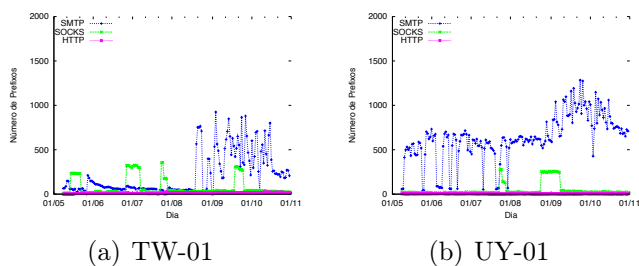 2000
1500
1000
500
0
Número de Prefixos
SMTP
SOCKS
HTTP
01/05 01/06 01/07 01/08 01/09 01/10 01/11
Dia
(a) TW-01
2000
1500
1000
500
0
Número de Prefixos
SMTP
SOCKS
HTTP
01/05 01/06 01/07 01/08 01/09 01/10 01/11
Dia
(b) UY-01